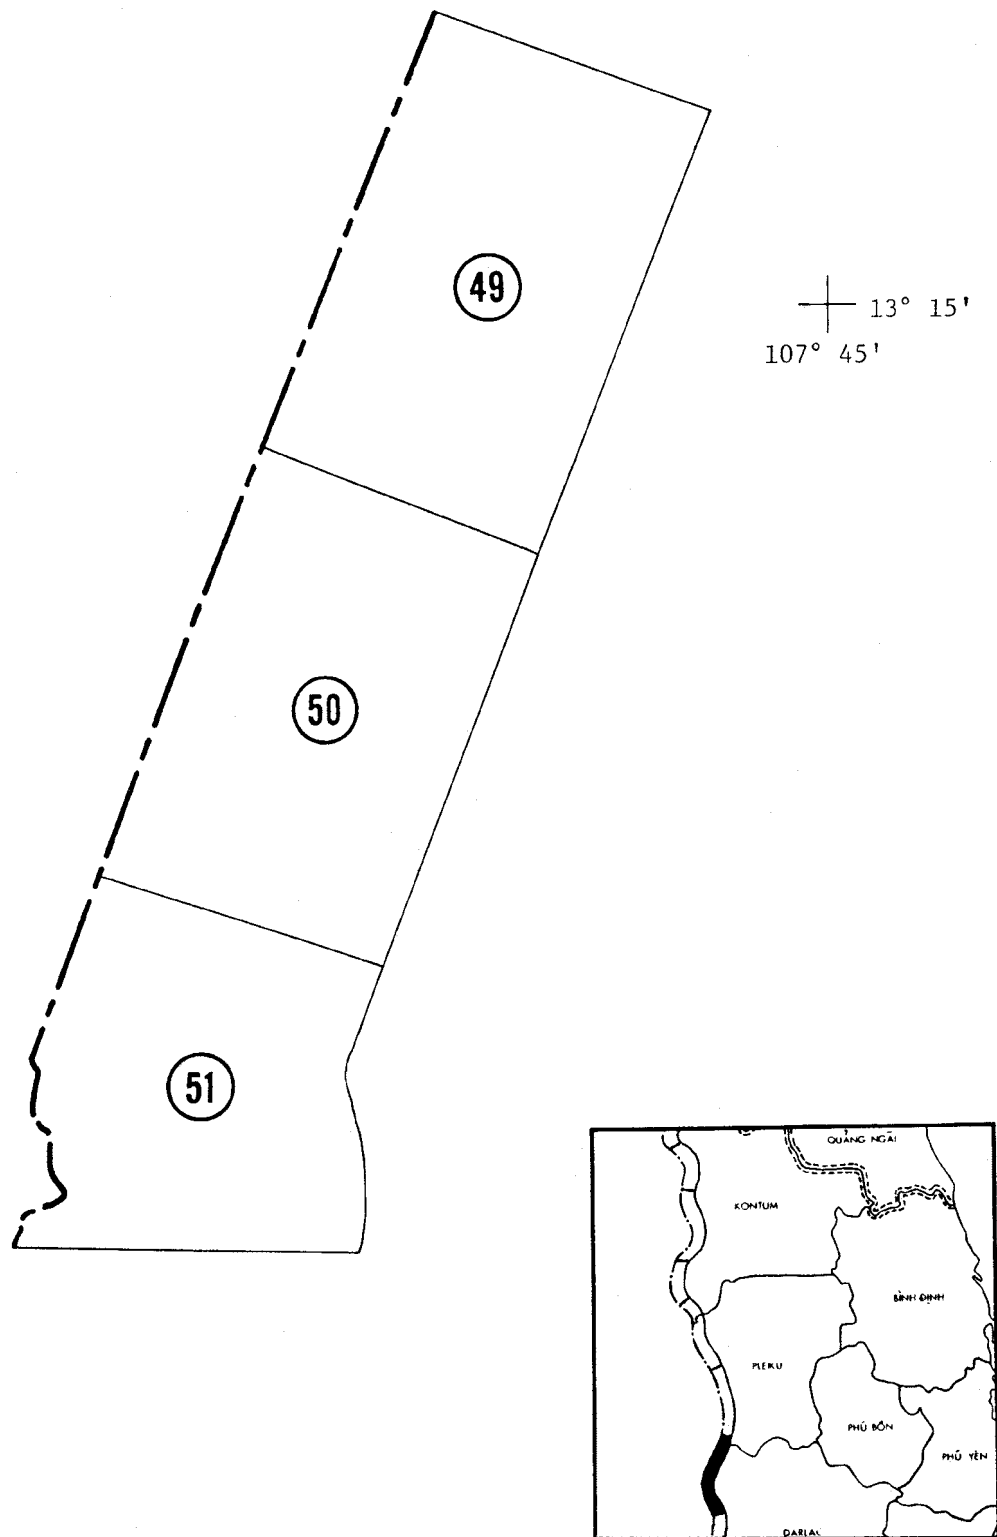 49
13° 15'
107° 45'
50
51
QUẢNG NGÃI
KONTUM
BÌNH ĐỊNH
PLEIKU
PHÚ BỔN
PHÚ YÊN
DARLAC